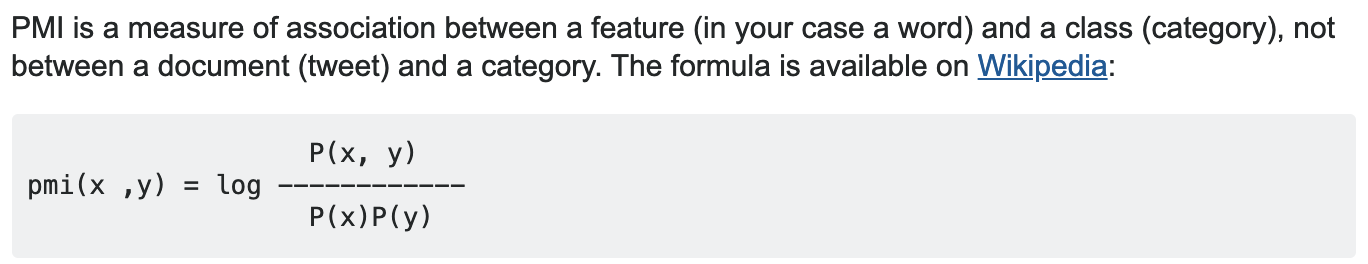 PMI is a measure of association between a feature (in your case a word) and a class (category), not
between a document (tweet) and a category. The formula is available on Wikipedia:
P(x, y)
pmi(x ,y) = log ------------
P(x)P(y)